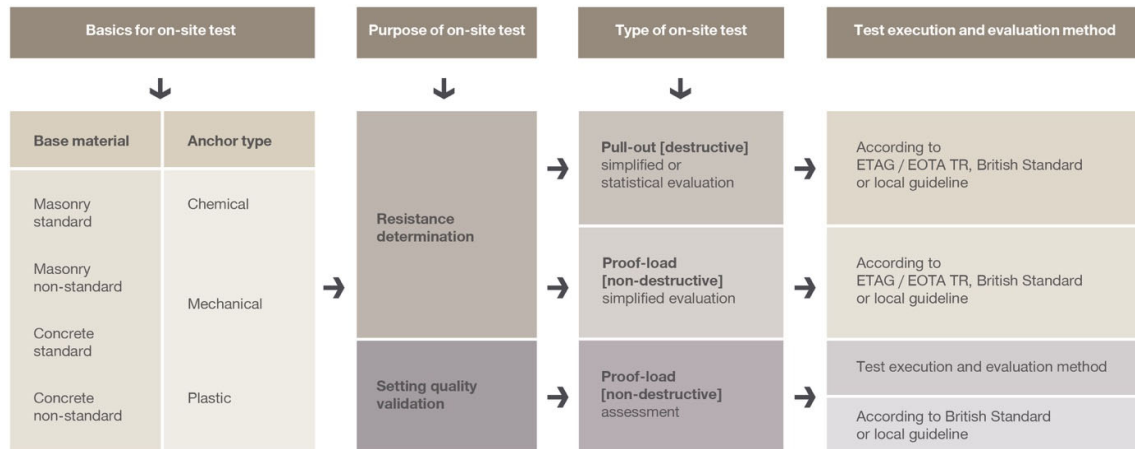 Basics for on-site test
Purpose of on-site test
Type of on-site test
Test execution and evaluation method
Base material
Anchor type
Masonry
standard
Masonry
non-standard
Concrete
standard
Concrete
non-standard
Chemical
Mechanical
Plastic
Resistance
determination
Setting quality
validation
Pull-out [destructive]
simplified or
statistical evaluation
Proof-load
[non-destructive]
simplified evaluation
Proof-load
[non-destructive]
assessment
According to
ETAG / EOTA TR, British Standard
or local guideline
According to
ETAG / EOTA TR, British Standard
or local guideline
Test execution and evaluation method
According to British Standard
or local guideline